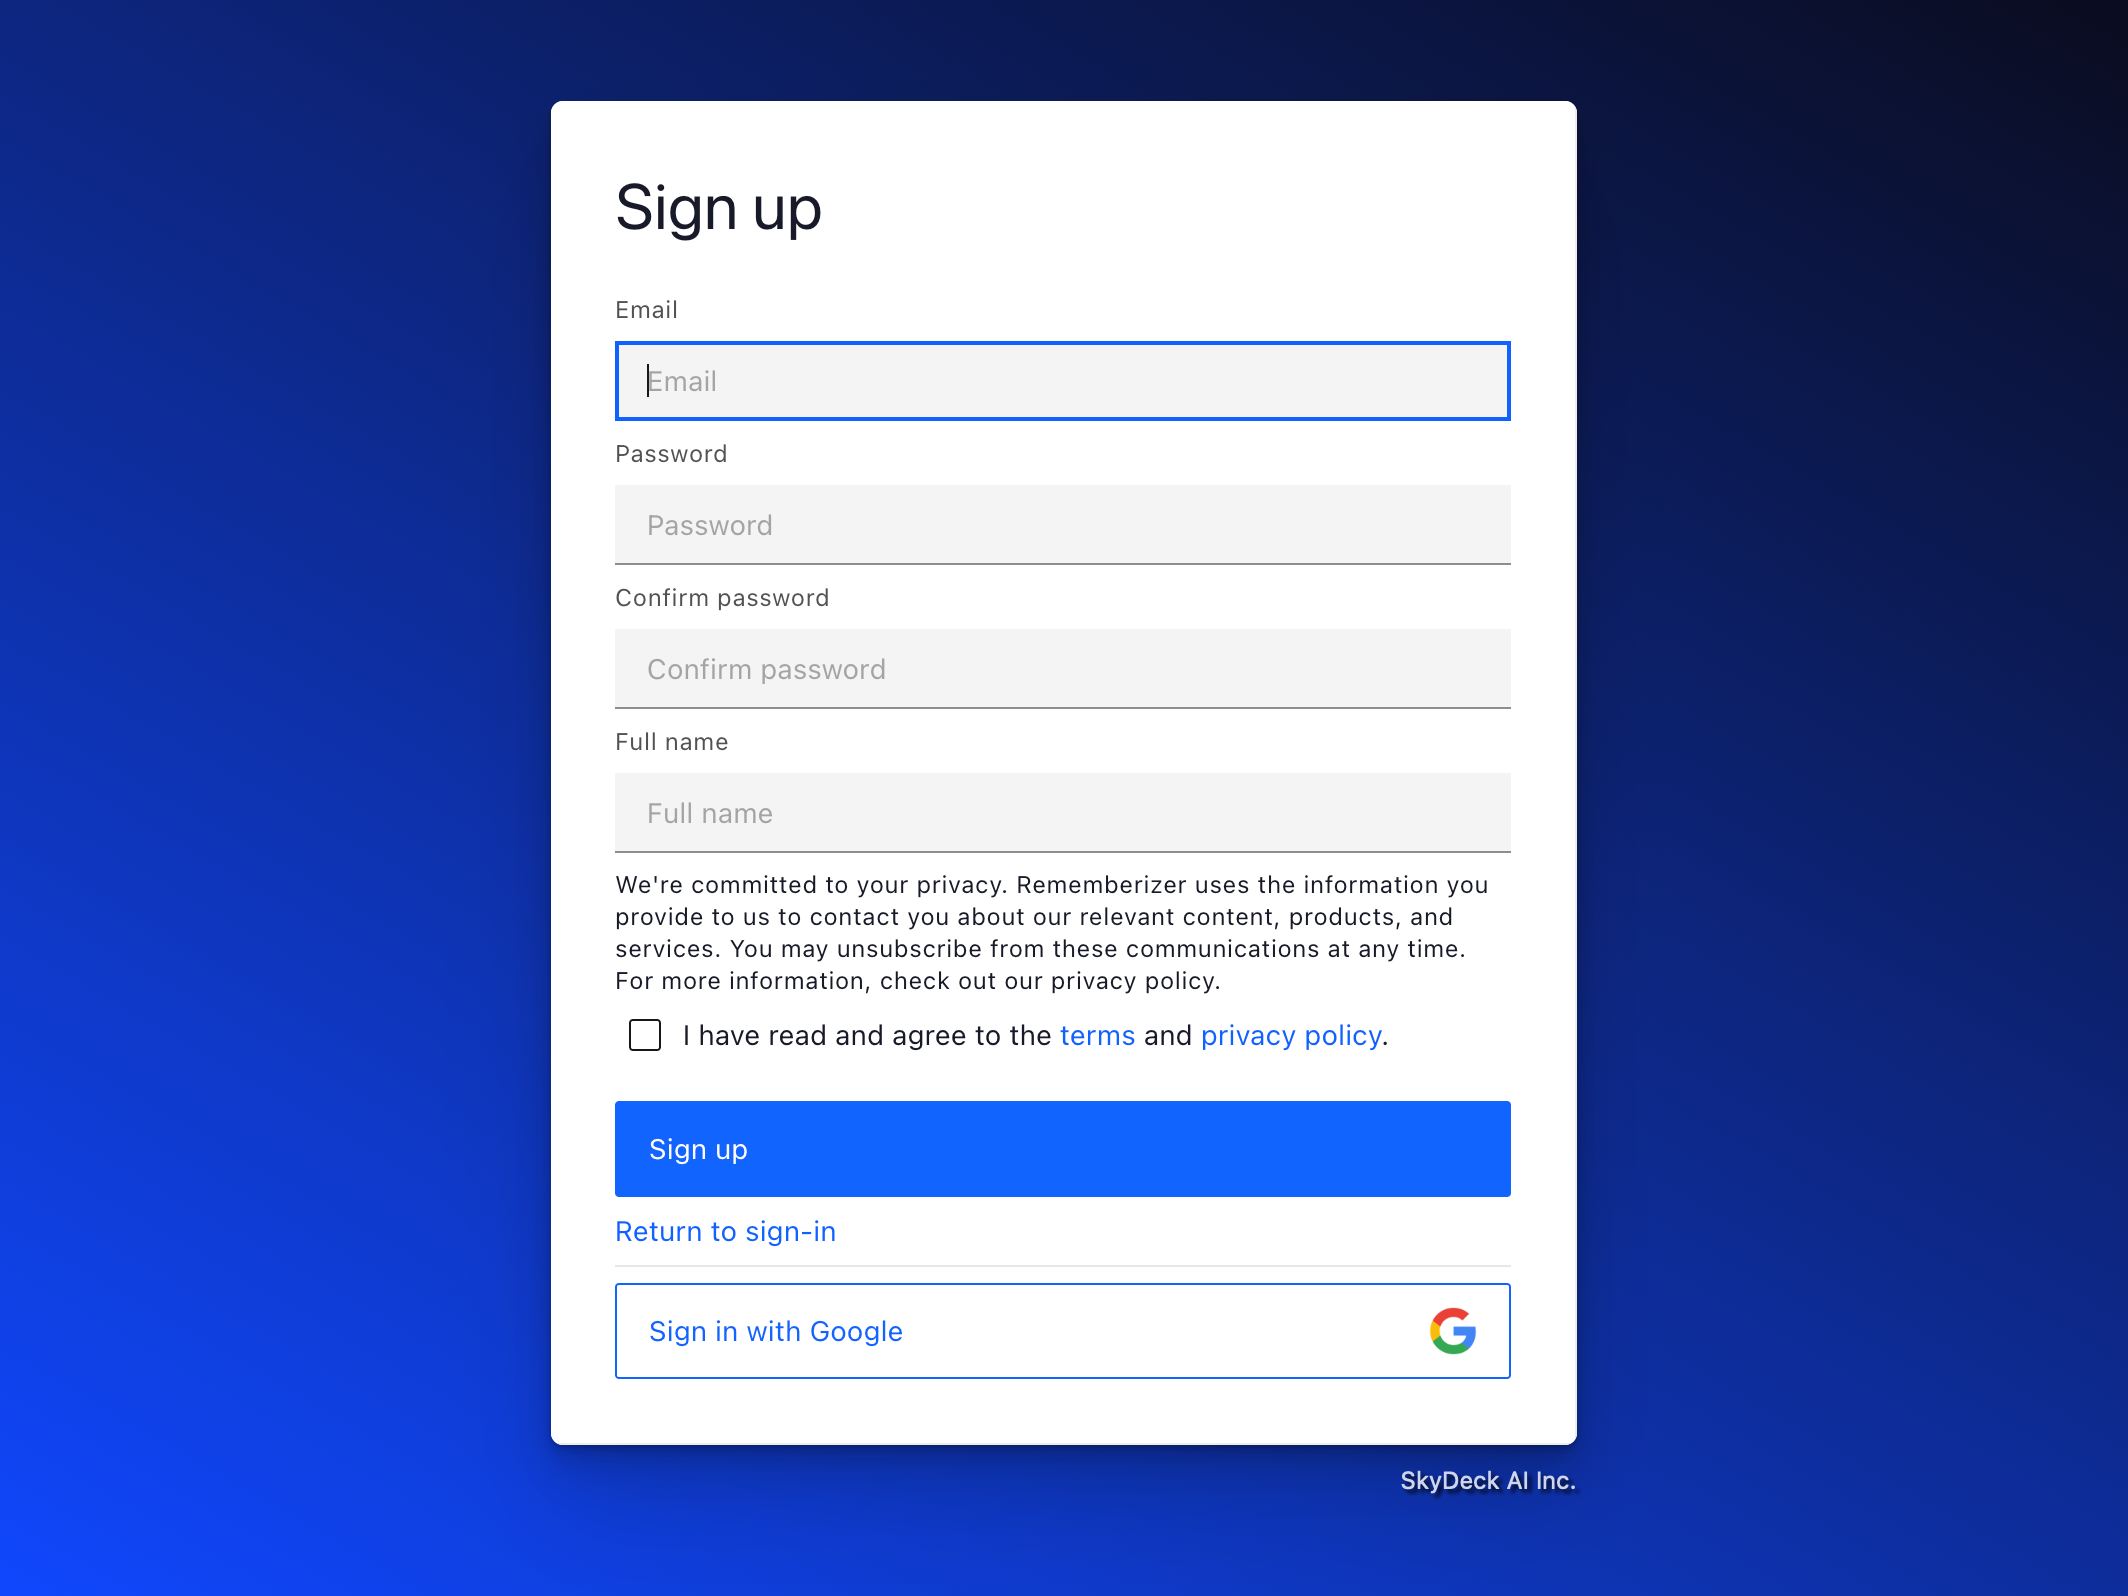 Sign up
Email
Email
Password
Password
Confirm password
Confirm password
Full name
Full name
We're committed to your privacy. Rememberizer uses the information you
provide to us to contact you about our relevant content, products, and
services. You may unsubscribe from these communications at any time.
For more information, check out our privacy policy.
I have read and agree to the terms and privacy policy.
Sign up
Return to sign-in
Sign in with Google
SkyDeck AI Inc.